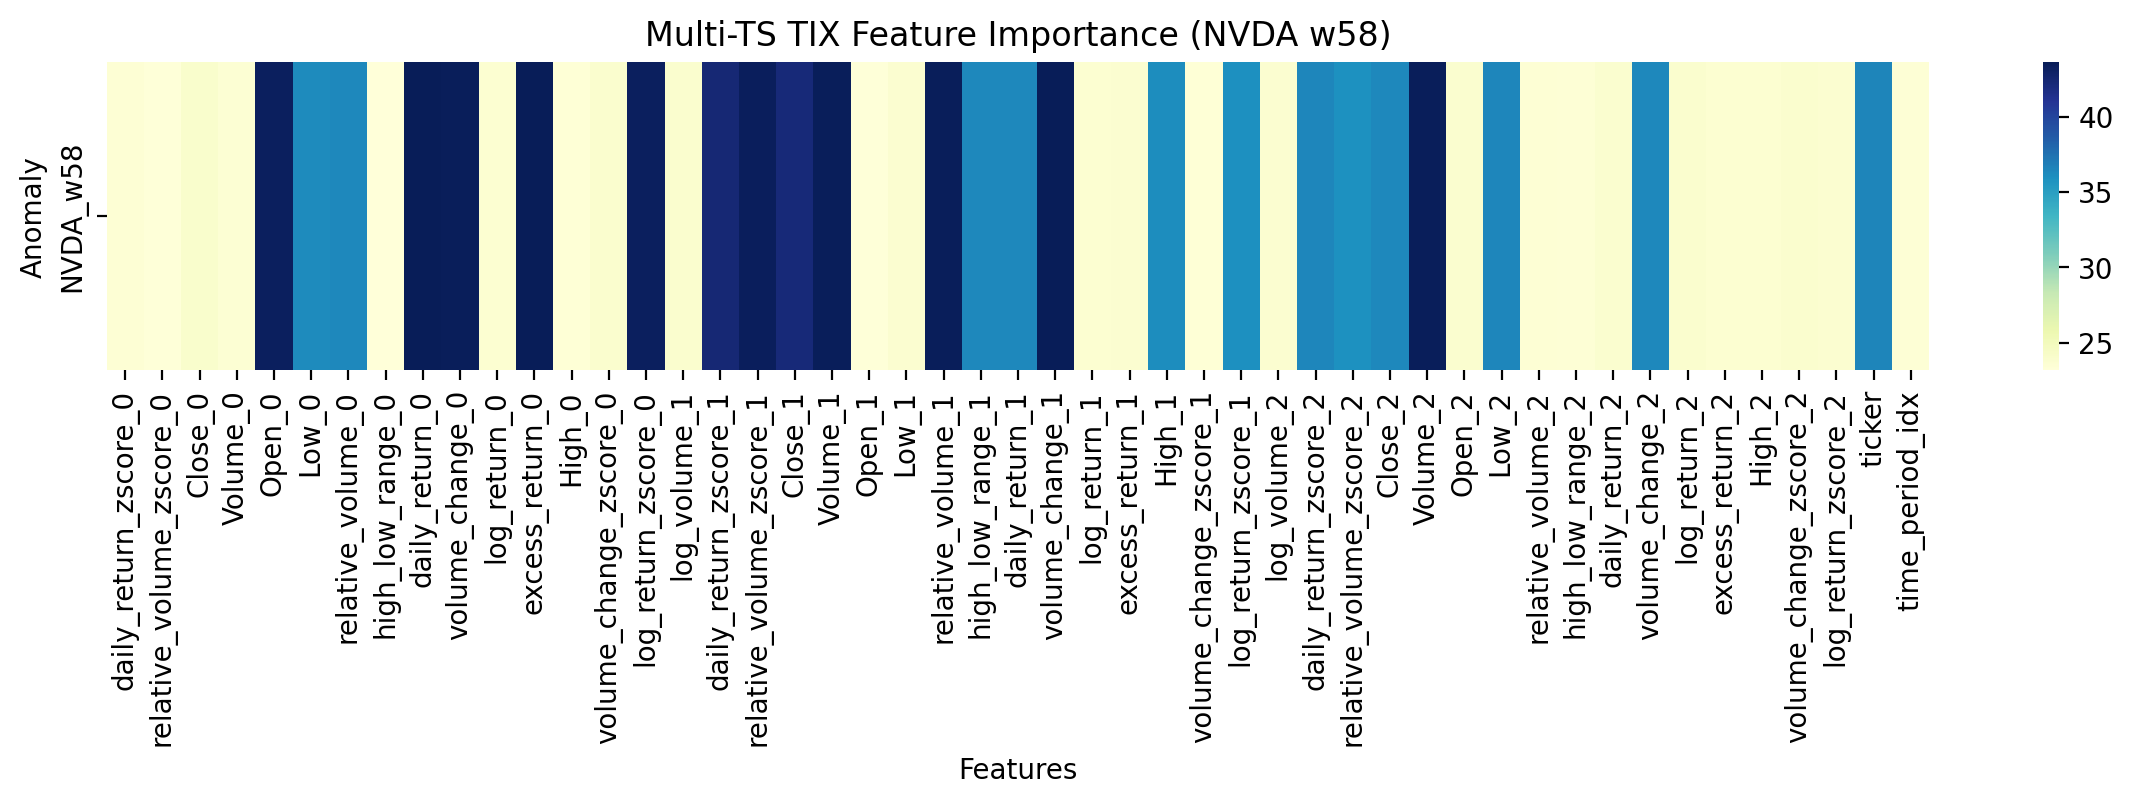 Multi-TS TIX Feature Importance (NVDA w58)
Anomaly
NVDA_w58
40
35
30
25
daily_return_zscore_0
relative_volume_zscore_0
Close_0
Volume_0
Open_0
Low_0
relative_volume_0
high_low_range_0
daily_return_0
volume_change_0
log_return_0
excess_return_0
High_0
volume_change_zscore_0
log_return_zscore_0
log_volume_1
daily_return_zscore_1
relative_volume_zscore_1
Close_1
Volume_1
Open_1
Low_1
relative_volume_1
high_low_range_1
daily_return_1
volume_change_1
log_return_1
excess_return_1
High_1
volume_change_zscore_1
log_return_zscore_1
log_volume_2
daily_return_zscore_2
relative_volume_zscore_2
Close_2
Volume_2
Open_2
Low_2
relative_volume_2
high_low_range_2
daily_return_2
volume_change_2
log_return_2
excess_return_2
High_2
volume_change_zscore_2
log_return_zscore_2
ticker
time_period_idx
Features